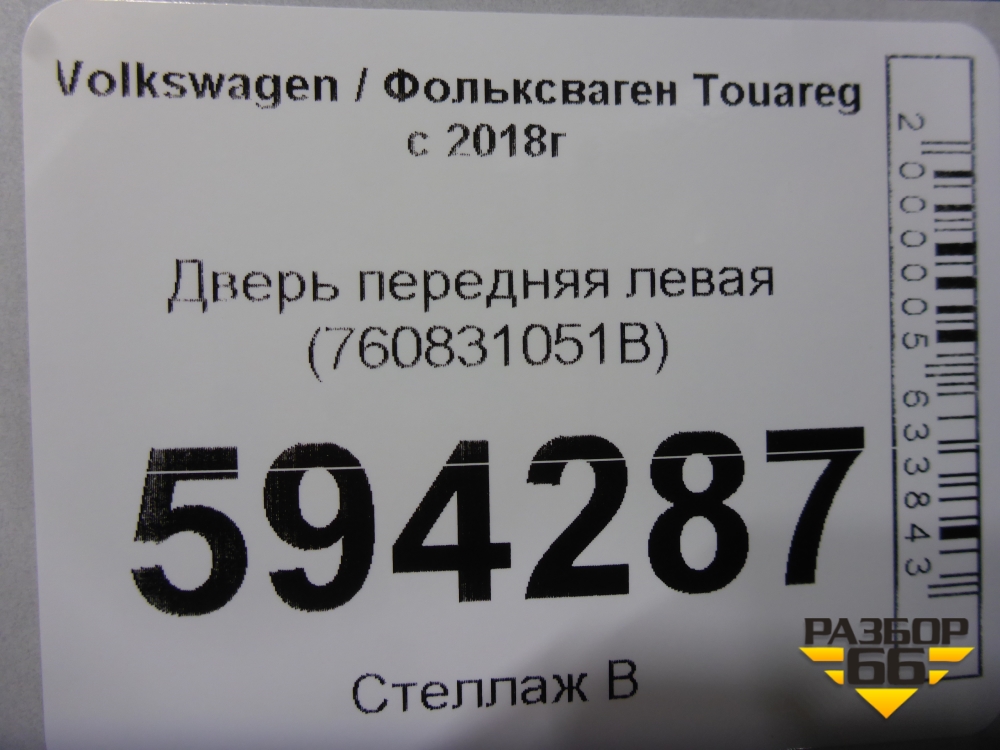 Volkswagen / Фольксваген Touareg
с 2018г
Дверь передняя левая
(760831051B)
594287
Стеллаж В
2000005633843
РАЗБОР
66